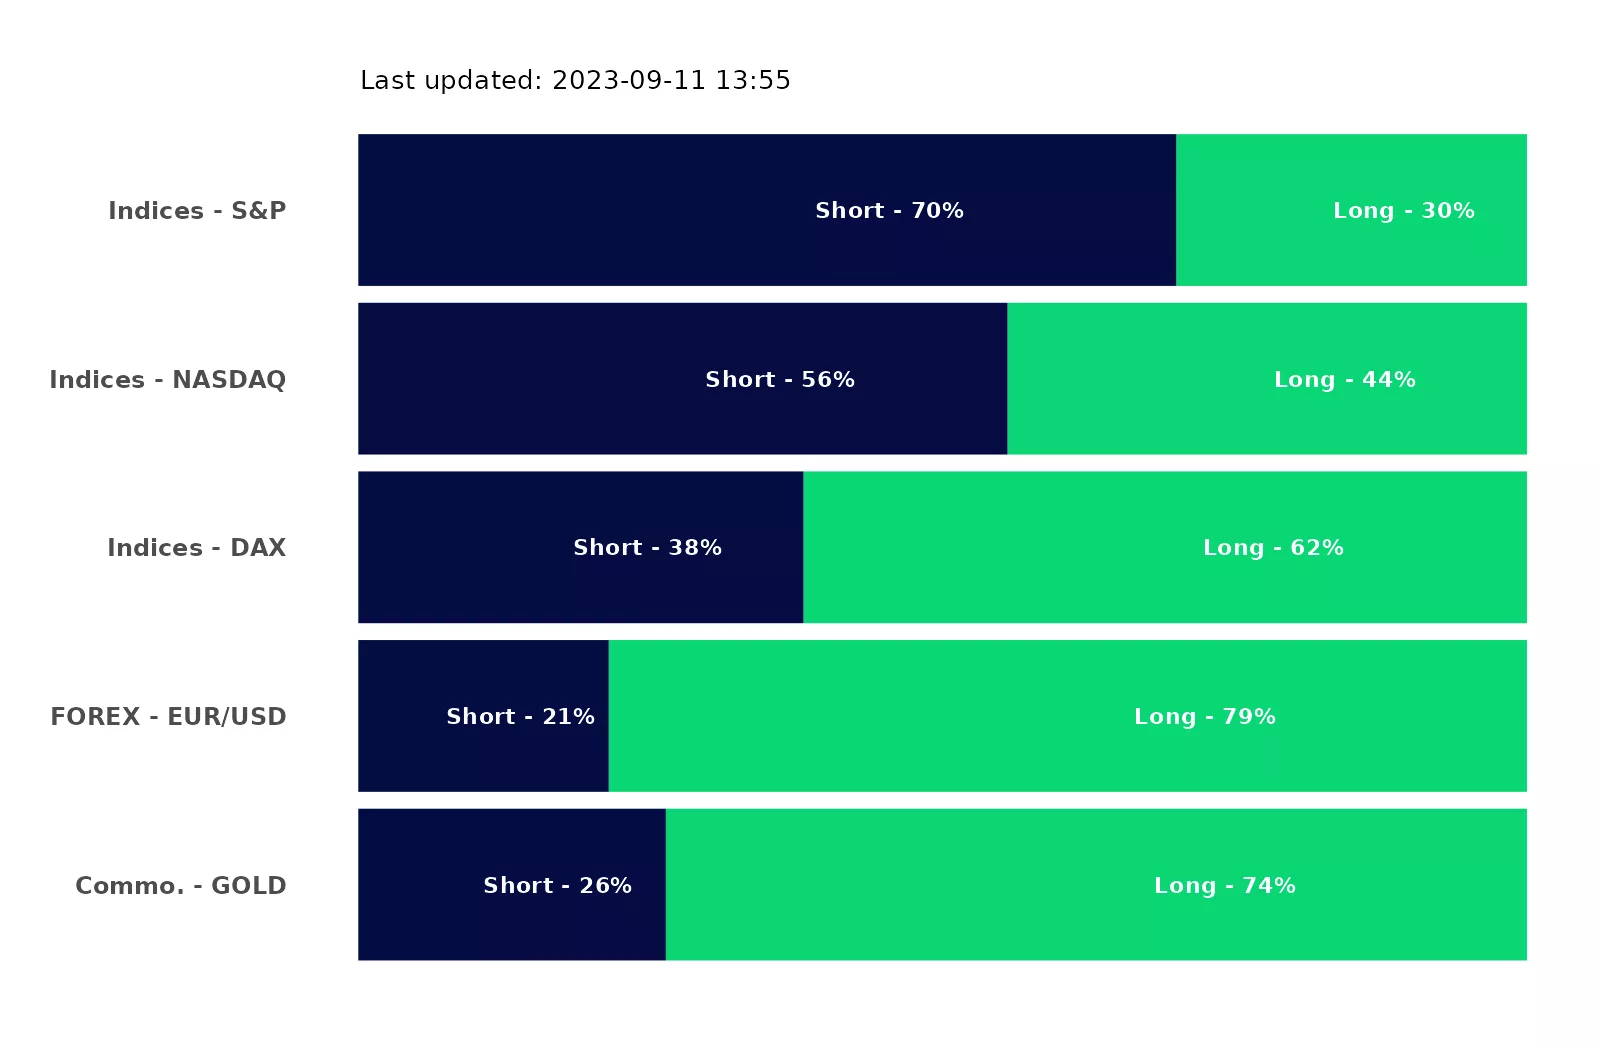 Last updated: 2023-09-11 13:55
Indices - S&P Short - 70% Long - 30%
Indices - NASDAQ Short - 56% Long - 44%
Indices - DAX Short - 38% Long - 62%
FOREX - EUR/USD Short - 21% Long - 79%
Commo. - GOLD Short - 26% Long - 74%